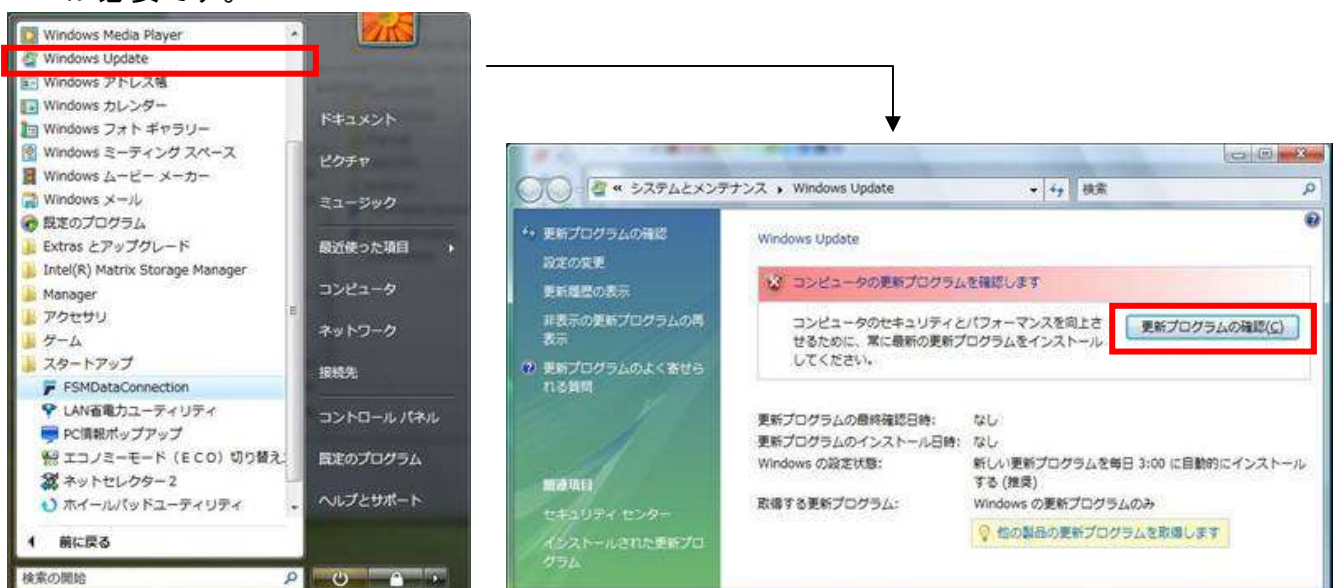 が必要です。
Windows Media Player
Windows Update
Windows アドレス帳
Windows カレンダー
Windows フォト ギャラリー
Windows ミーティング スペース
Windows ムービー メーカー
Windows メール
既定のプログラム
Extras とアップグレード
Intel(R) Matrix Storage Manager
Manager
アクセサリ
ゲーム
スタートアップ
FSMDataConnection
LAN省電力ユーティリティ
PC情報ポップアップ
エコノミーモード（ＥＣＯ）切り替え
ネットセレクター2
ホイールパッドユーティリティ
前に戻る
検索の開始
ドキュメント
ピクチャ
ミュージック
最近使った項目
コンピュータ
ネットワーク
接続先
コントロール パネル
既定のプログラム
ヘルプとサポート
« システムとメンテナンス ▸ Windows Update
検索
更新プログラムの確認
設定の変更
更新履歴の表示
非表示の更新プログラムの再
表示
更新プログラムのよく寄せら
れる質問
関連項目
セキュリティ センター
インストールされた更新プロ
グラム
Windows Update
コンピュータの更新プログラムを確認します
コンピュータのセキュリティとパフォーマンスを向上さ
せるために、常に最新の更新プログラムをインストール
してください。
更新プログラムの確認(C)
更新プログラムの最終確認日時: なし
更新プログラムのインストール日時: なし
Windows の設定状態: 新しい更新プログラムを毎日 3:00 に自動的にインストール
する (推奨)
取得する更新プログラム: Windows の更新プログラムのみ
他の製品の更新プログラムを取得します